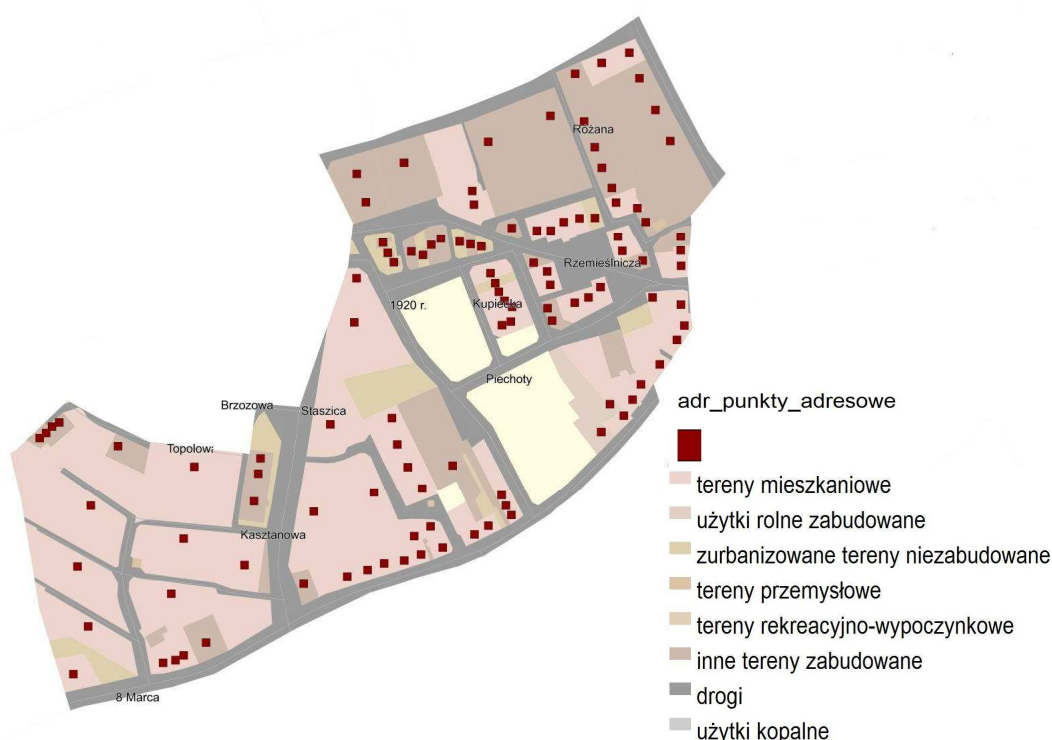 Różana
Rzemieślnicza
1920 r.
Kupiecka
Piechoty
Brzozowa
Staszica
Topolowa
Kasztanowa
8 Marca
adr_punkty_adresowe
tereny mieszkaniowe
użytki rolne zabudowane
zurbanizowane tereny niezabudowane
tereny przemysłowe
tereny rekreacyjno-wypoczynkowe
inne tereny zabudowane
drogi
użytki kopalne